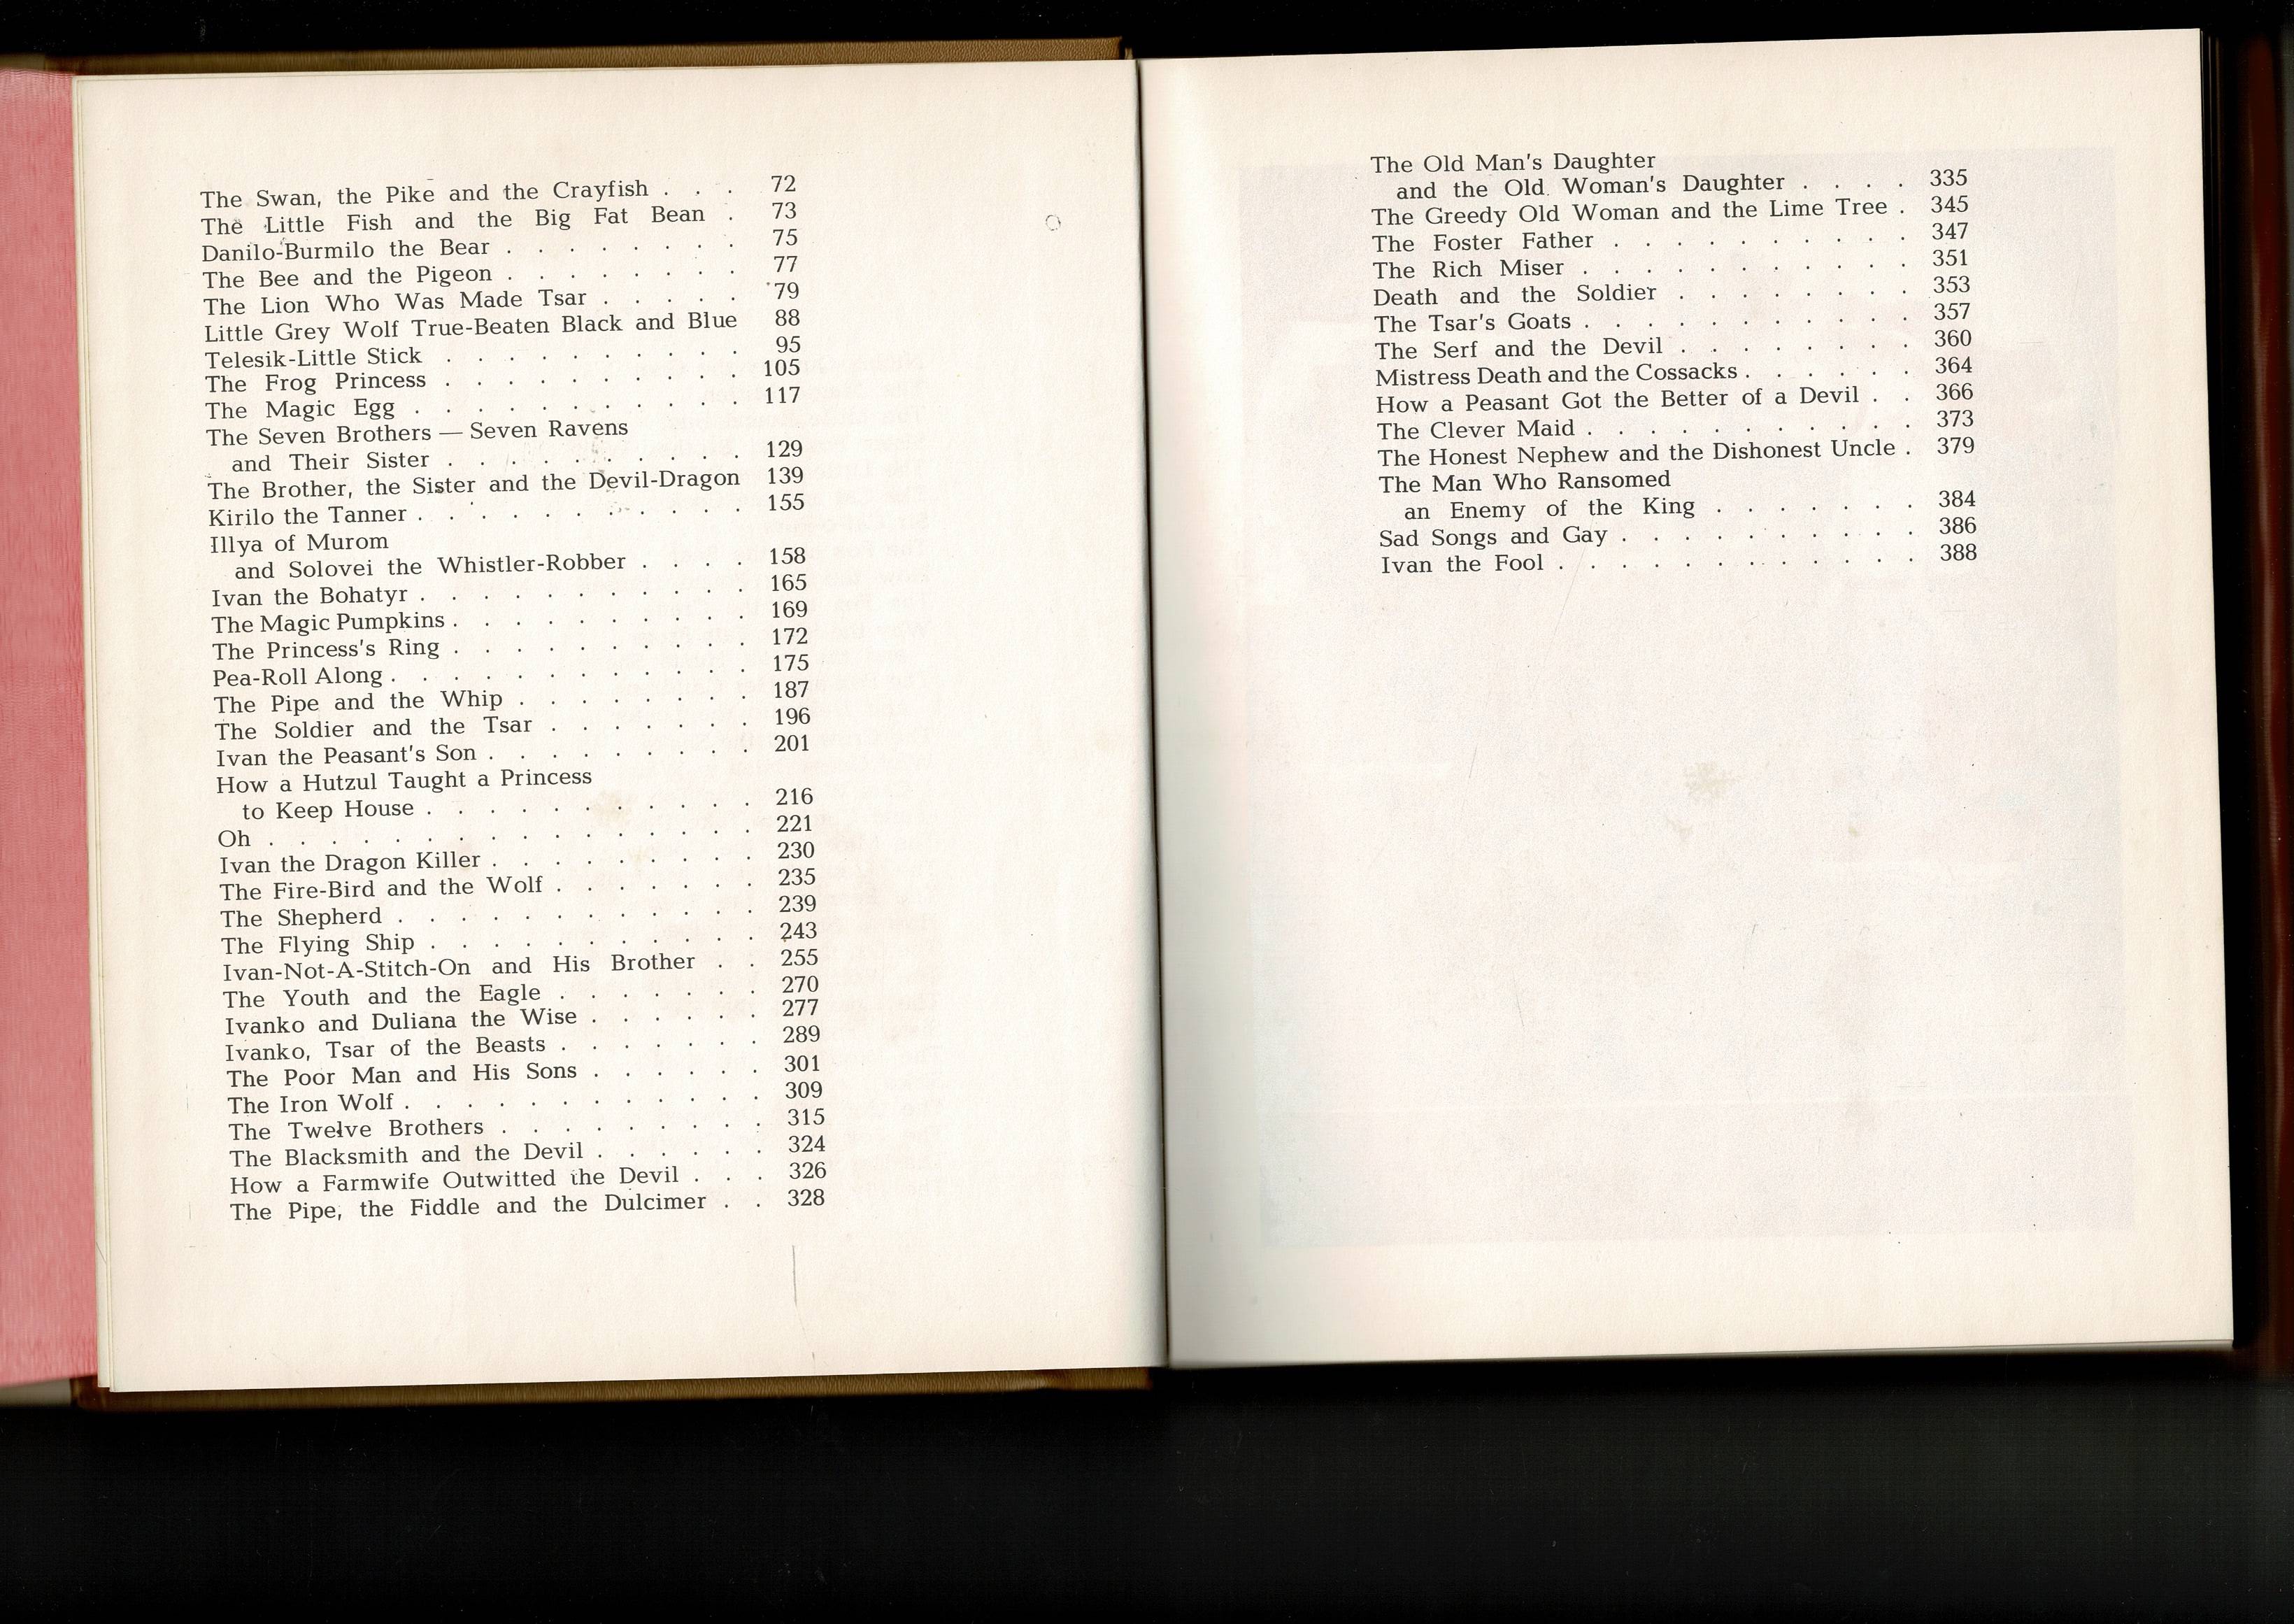 The Swan, the Pike and the Crayfish . . . 72
The Little Fish and the Big Fat Bean . 73
Danilo-Burmilo the Bear . . . . . . . . 75
The Bee and the Pigeon . . . . . . . . 77
The Lion Who Was Made Tsar . . . . . 79
Little Grey Wolf True-Beaten Black and Blue 88
Telesik-Little Stick . . . . . . . . . . 95
The Frog Princess . . . . . . . . . . 105
The Magic Egg . . . . . . . . . . . 117
The Seven Brothers — Seven Ravens
and Their Sister . . . . . . . . . . 129
The Brother, the Sister and the Devil-Dragon 139
Kirilo the Tanner . . . . . . . . . . . 155
Illya of Murom
and Solovei the Whistler-Robber . . . . 158
Ivan the Bohatyr . . . . . . . . . . . 165
The Magic Pumpkins . . . . . . . . . . 169
The Princess's Ring . . . . . . . . . . 172
Pea-Roll Along . . . . . . . . . . . . 175
The Pipe and the Whip . . . . . . . . 187
The Soldier and the Tsar . . . . . . . 196
Ivan the Peasant's Son . . . . . . . . . 201
How a Hutzul Taught a Princess
to Keep House . . . . . . . . . . . 216
Oh . . . . . . . . . . . . . . . . 221
Ivan the Dragon Killer . . . . . . . . . 230
The Fire-Bird and the Wolf . . . . . . . 235
The Shepherd . . . . . . . . . . . . 239
The Flying Ship . . . . . . . . . . . 243
Ivan-Not-A-Stitch-On and His Brother . . 255
The Youth and the Eagle . . . . . . . 270
Ivanko and Duliana the Wise . . . . . . 277
Ivanko, Tsar of the Beasts . . . . . . . 289
The Poor Man and His Sons . . . . . . 301
The Iron Wolf . . . . . . . . . . . . 309
The Twelve Brothers . . . . . . . . . 315
The Blacksmith and the Devil . . . . . . 324
How a Farmwife Outwitted the Devil . . . 326
The Pipe, the Fiddle and the Dulcimer . . 328
The Old Man's Daughter
and the Old Woman's Daughter . . . . 335
The Greedy Old Woman and the Lime Tree . 345
The Foster Father . . . . . . . . . . 347
The Rich Miser . . . . . . . . . . . 351
Death and the Soldier . . . . . . . . 353
The Tsar's Goats . . . . . . . . . . . 357
The Serf and the Devil . . . . . . . . 360
Mistress Death and the Cossacks . . . . . . 364
How a Peasant Got the Better of a Devil . . 366
The Clever Maid . . . . . . . . . . . 373
The Honest Nephew and the Dishonest Uncle . 379
The Man Who Ransomed
an Enemy of the King . . . . . . . 384
Sad Songs and Gay . . . . . . . . . . 386
Ivan the Fool . . . . . . . . . . . . 388